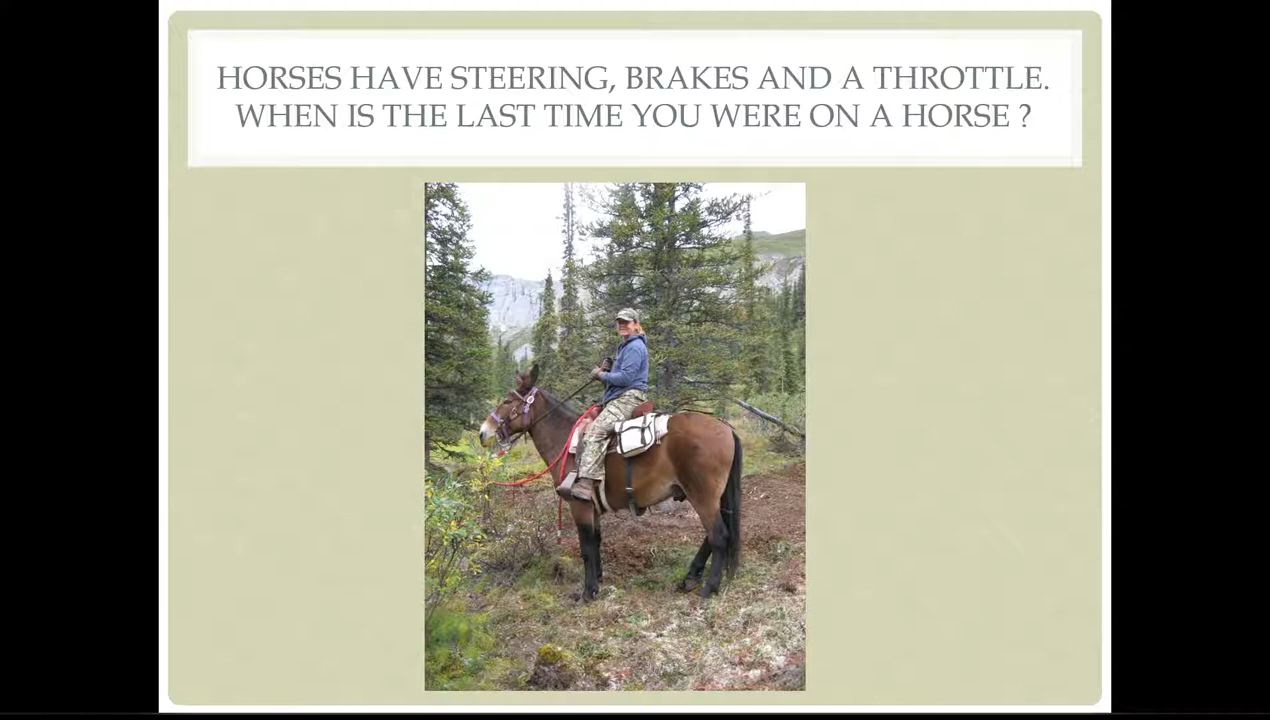 HORSES HAVE STEERING, BRAKES AND A THROTTLE.
WHEN IS THE LAST TIME YOU WERE ON A HORSE ?